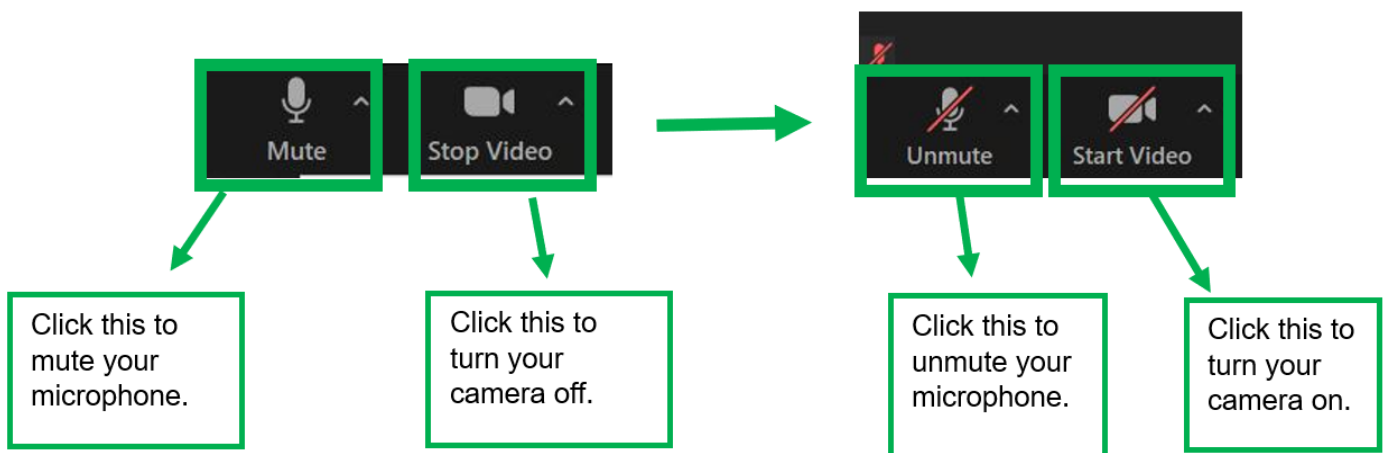 Mute
Stop Video
Unmute
Start Video
Click this to
mute your
microphone.
Click this to
turn your
camera off.
Click this to
unmute your
microphone.
Click this to
turn your
camera on.